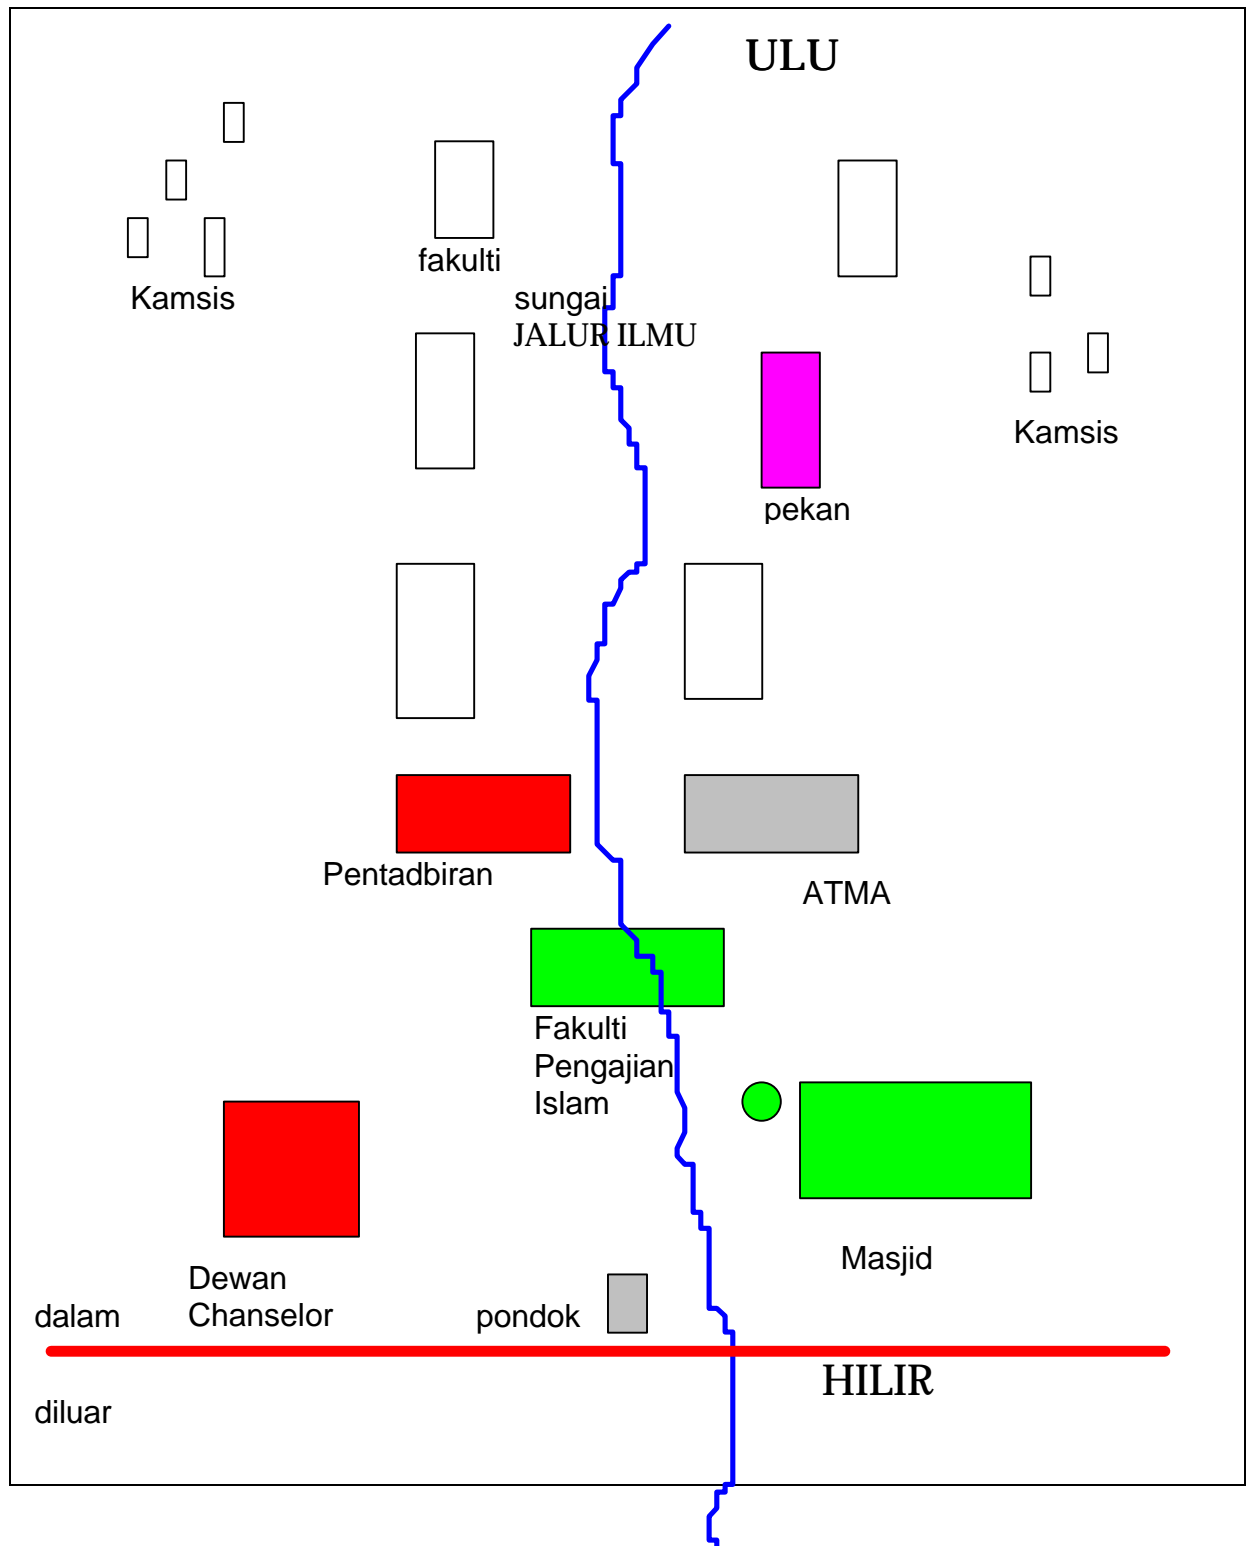 ULU
fakulti
Kamsis
sungai
JALUR ILMU
Kamsis
pekan
Pentadbiran
ATMA
Fakulti
Pengajian
Islam
Masjid
Dewan
Chanselor
dalam
pondok
HILIR
diluar